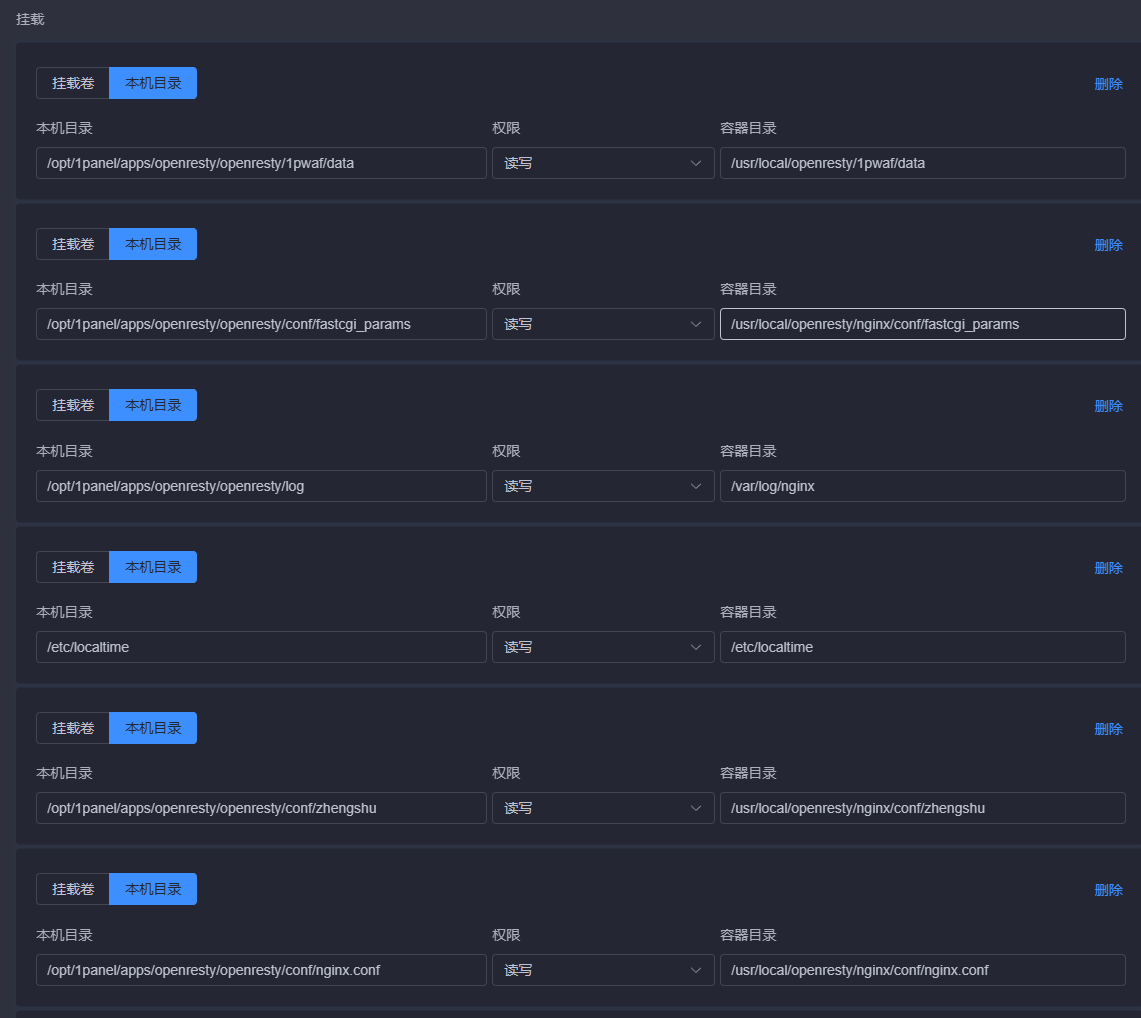 挂载
挂载卷 本机目录 删除
本机目录 权限 容器目录
/opt/1panel/apps/openresty/openresty/1pwaf/data 读写 /usr/local/openresty/1pwaf/data
挂载卷 本机目录 删除
本机目录 权限 容器目录
/opt/1panel/apps/openresty/openresty/conf/fastcgi_params 读写 /usr/local/openresty/nginx/conf/fastcgi_params
挂载卷 本机目录 删除
本机目录 权限 容器目录
/opt/1panel/apps/openresty/openresty/log 读写 /var/log/nginx
挂载卷 本机目录 删除
本机目录 权限 容器目录
/etc/localtime 读写 /etc/localtime
挂载卷 本机目录 删除
本机目录 权限 容器目录
/opt/1panel/apps/openresty/openresty/conf/zhengshu 读写 /usr/local/openresty/nginx/conf/zhengshu
挂载卷 本机目录 删除
本机目录 权限 容器目录
/opt/1panel/apps/openresty/openresty/conf/nginx.conf 读写 /usr/local/openresty/nginx/conf/nginx.conf